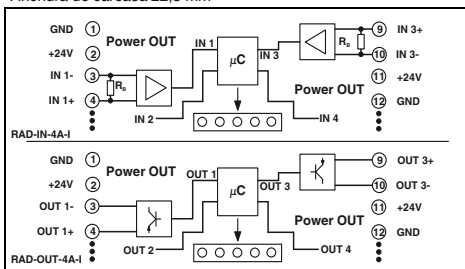 Anchura de carcasa 22,5 mm
GND 1
+24V 2
IN 1- 3
IN 1+ 4
Power OUT
R_B
IN 1
IN 2
µC
IN 3
IN 4
Power OUT
R_B
9 IN 3+
10 IN 3-
11 +24V
12 GND
RAD-IN-4A-I
GND 1
+24V 2
OUT 1- 3
OUT 1+ 4
Power OUT
OUT 1
OUT 2
µC
OUT 3
OUT 4
Power OUT
9 OUT 3+
10 OUT 3-
11 +24V
12 GND
RAD-OUT-4A-I